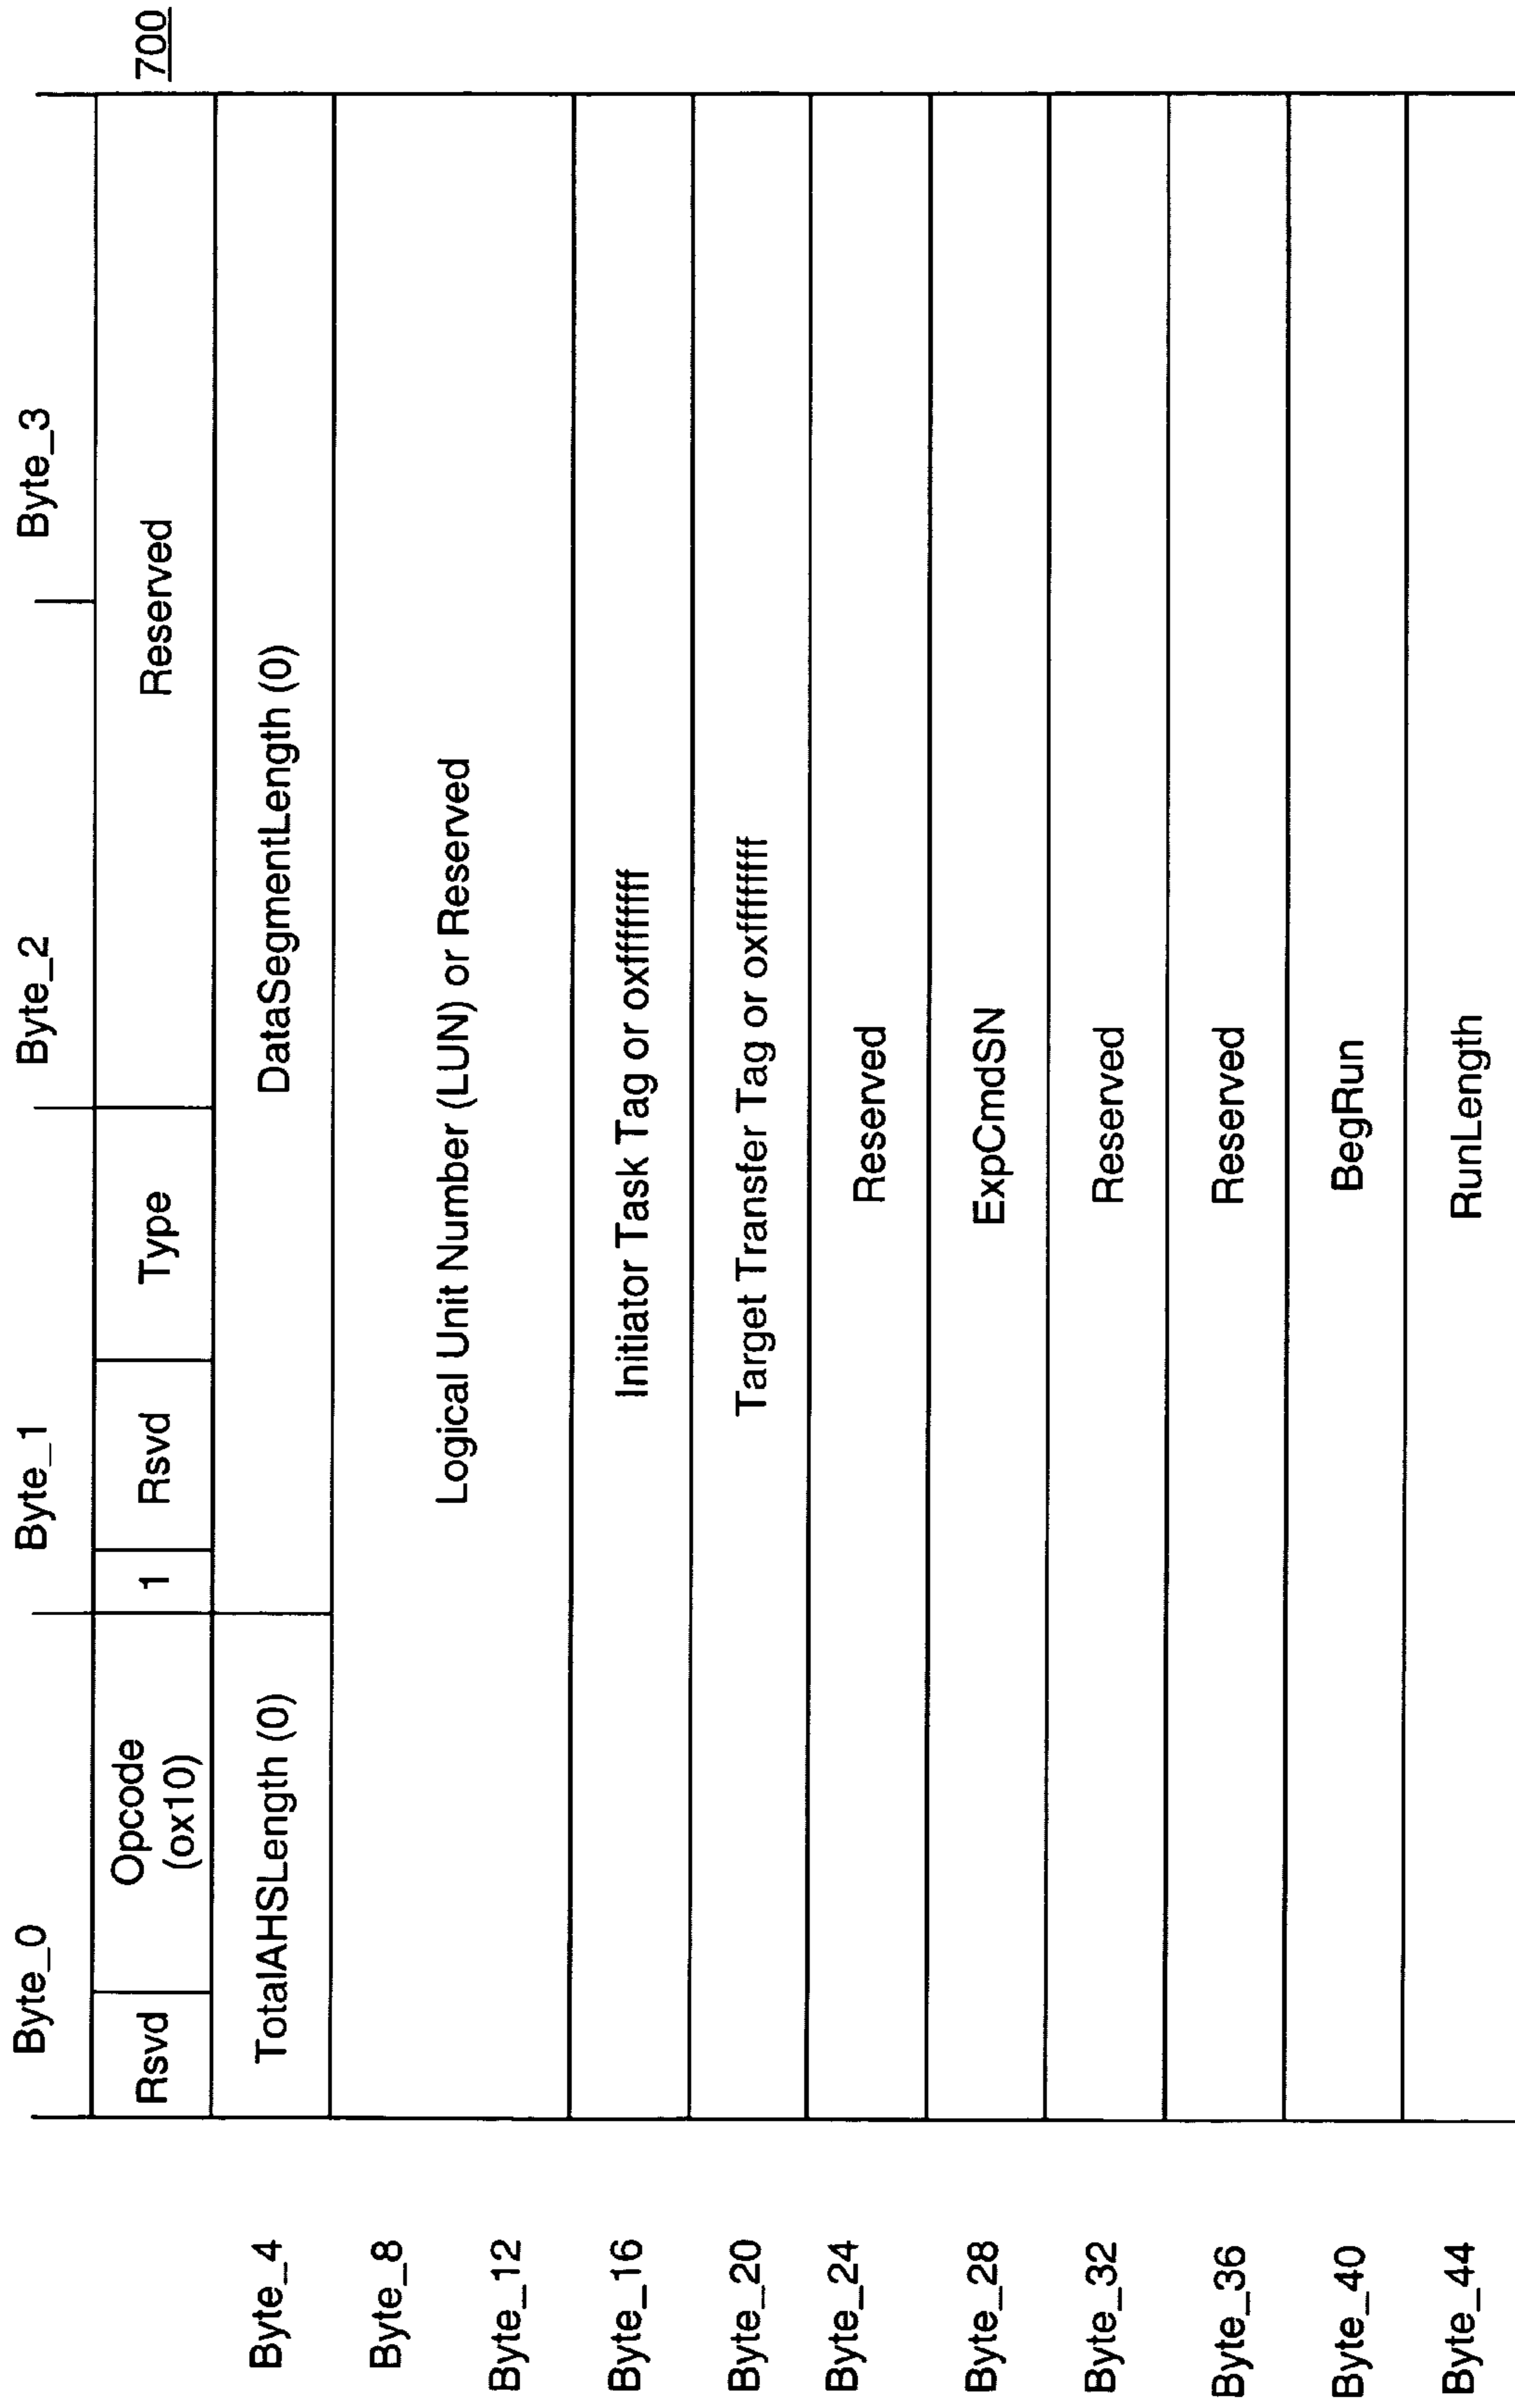 700
Byte_0 Byte_1 Byte_2 Byte_3
Rsvd Opcode (ox10) 1 Rsvd Type Reserved
Byte_4 TotalAHSLength (0) DataSegmentLength (0)
Byte_8
Logical Unit Number (LUN) or Reserved
Byte_12
Byte_16 Initiator Task Tag or oxffffffff
Byte_20 Target Transfer Tag or oxffffffff
Byte_24 Reserved
Byte_28 ExpCmdSN
Byte_32 Reserved
Byte_36 Reserved
Byte_40 BegRun
Byte_44 RunLength